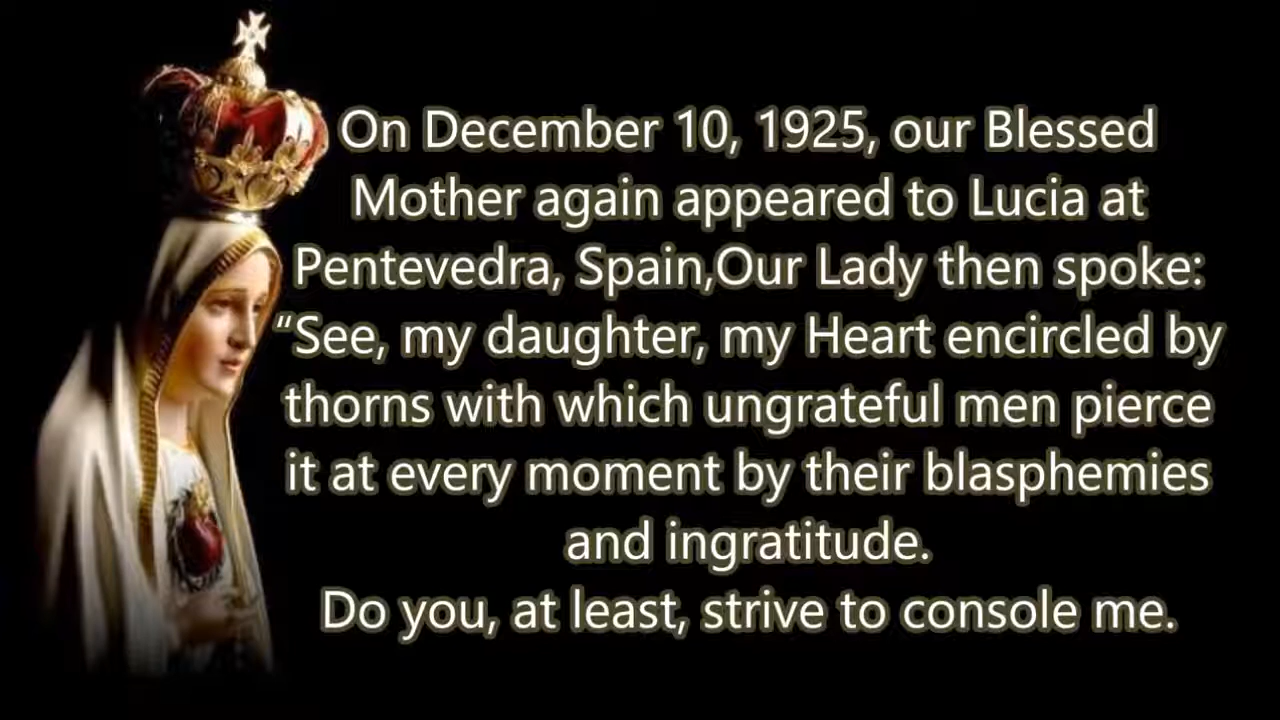 On December 10, 1925, our Blessed
Mother again appeared to Lucia at
Pentevedra, Spain,Our Lady then spoke:
“See, my daughter, my Heart encircled by
thorns with which ungrateful men pierce
it at every moment by their blasphemies
and ingratitude.
Do you, at least, strive to console me.